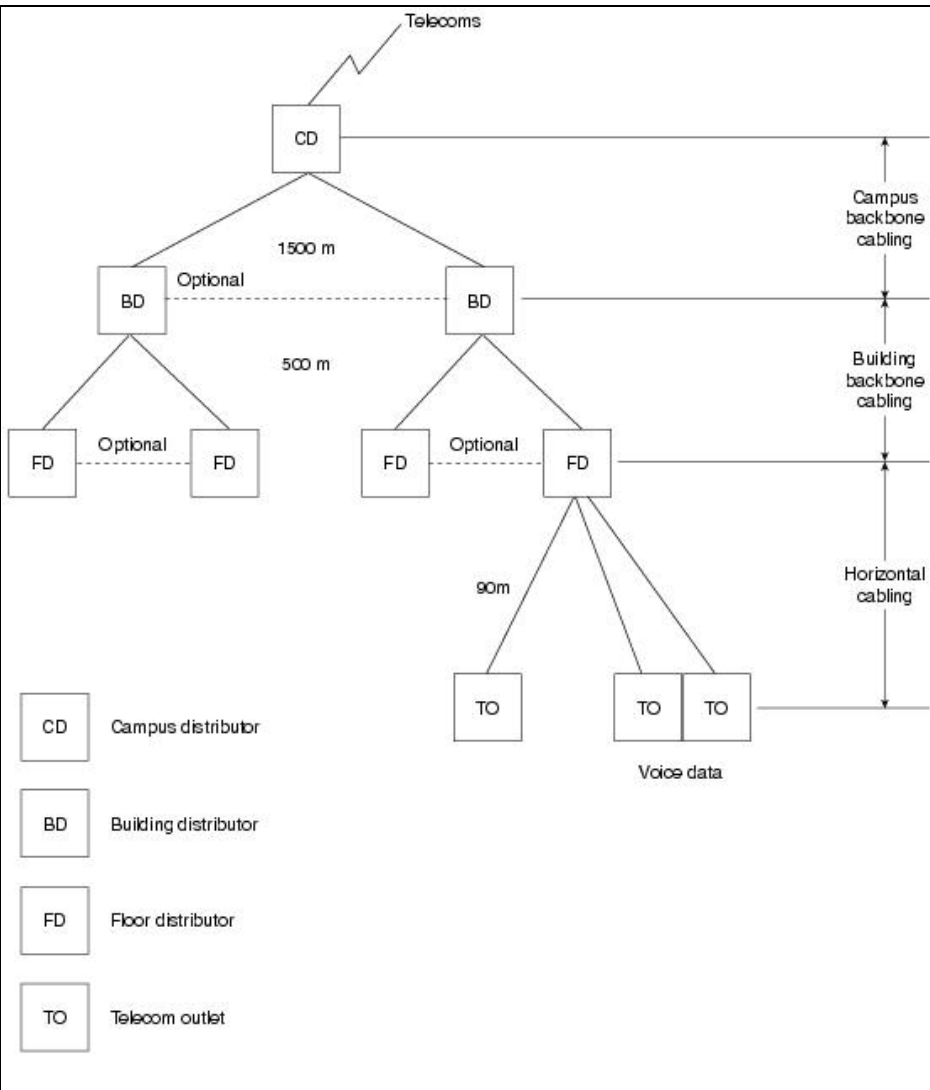 Telecoms
CD
Campus
backbone
cabling
1500 m
Optional
BD
BD
500 m
Building
backbone
cabling
Optional
Optional
FD
FD
FD
FD
90m
Horizontal
cabling
TO
TO
TO
Voice data
CD Campus distributor
BD Building distributor
FD Floor distributor
TO Telecom outlet